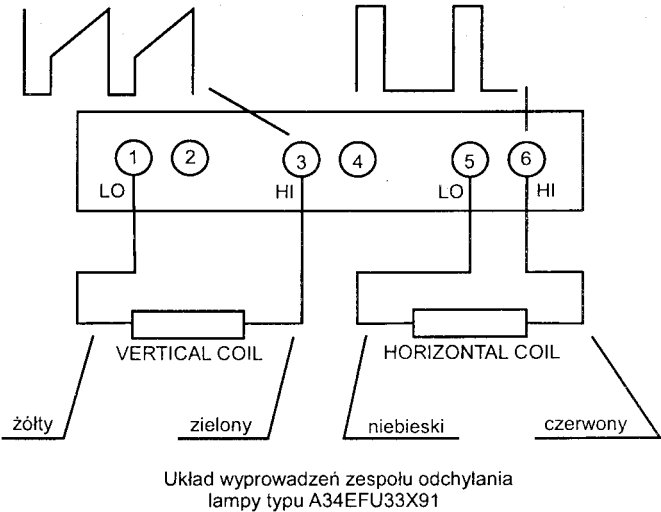 1 2 3 4 5 6
LO HI LO HI
VERTICAL COIL HORIZONTAL COIL
żółty zielony niebieski czerwony
Układ wyprowadzeń zespołu odchylania
lampy typu A34EFU33X91